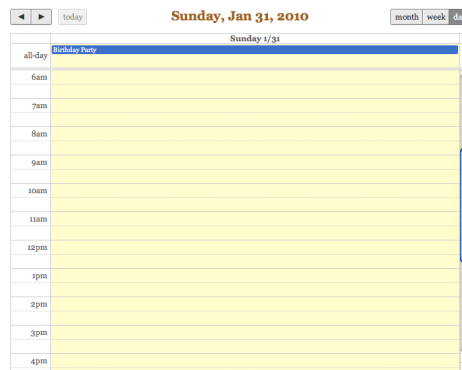 today
Sunday, Jan 31, 2010
month week
Sunday 1/31
all-day
Birthday Party
6am
7am
8am
9am
10am
11am
12pm
1pm
2pm
3pm
4pm